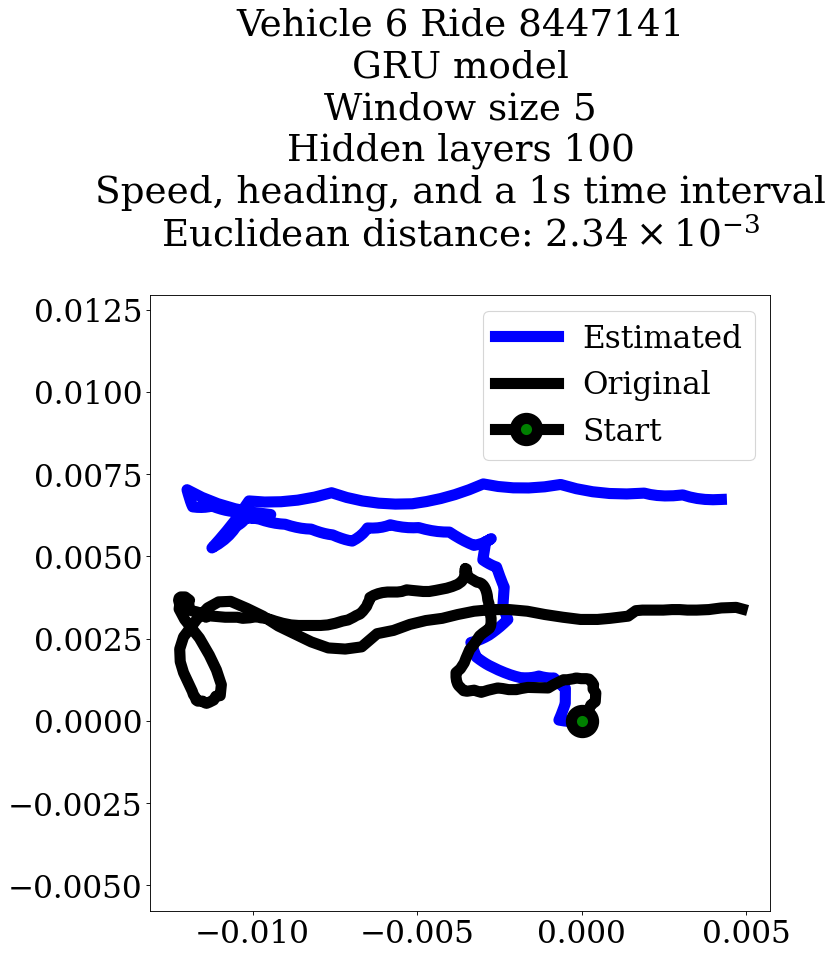 Vehicle 6 Ride 8447141
GRU model
Window size 5
Hidden layers 100
Speed, heading, and a 1s time interval
Euclidean distance: 2.34 × 10⁻³
Estimated
Original
Start
0.0125
0.0100
0.0075
0.0050
0.0025
0.0000
−0.0025
−0.0050
−0.010 −0.005 0.000 0.005